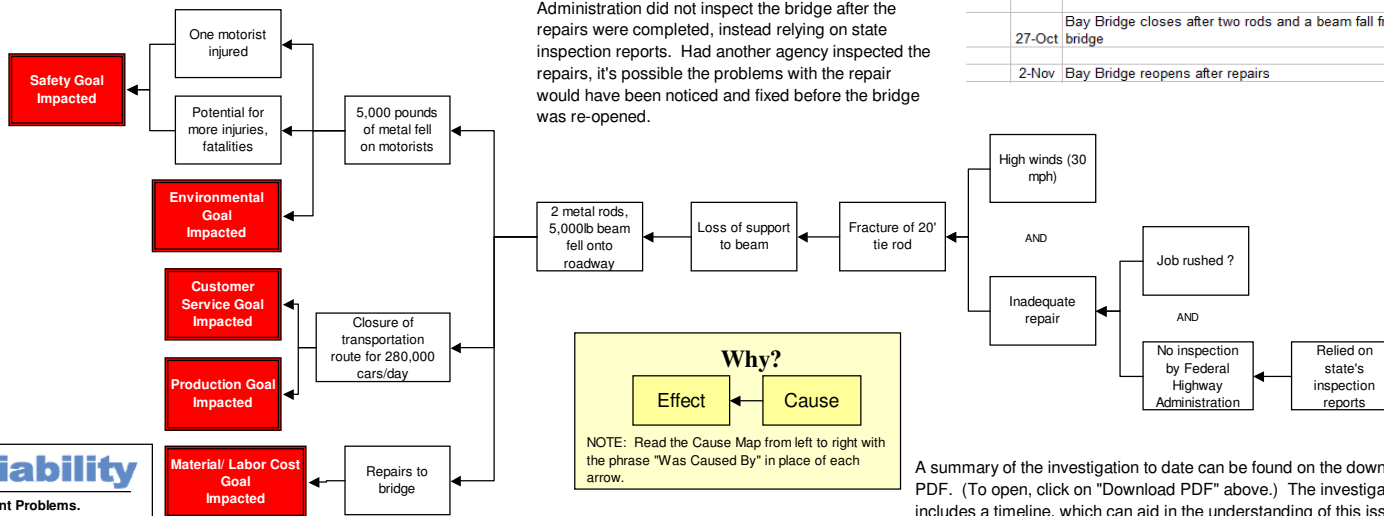 Administration did not inspect the bridge after the
repairs were completed, instead relying on state
inspection reports.  Had another agency inspected the
repairs, it's possible the problems with the repair
would have been noticed and fixed before the bridge
was re-opened.
Bay Bridge closes after two rods and a beam fall
27-Oct bridge
2-Nov Bay Bridge reopens after repairs
One motorist
injured
Safety Goal
Impacted
Potential for
more injuries,
fatalities
5,000 pounds
of metal fell
on motorists
Environmental
Goal
Impacted
Customer
Service Goal
Impacted
Production Goal
Impacted
Closure of
transportation
route for 280,000
cars/day
Material/ Labor Cost
Goal
Impacted
Repairs to
bridge
2 metal rods,
5,000lb beam
fell onto
roadway
Loss of support
to beam
Fracture of 20'
tie rod
High winds (30
mph)
AND
Inadequate
repair
Job rushed ?
AND
No inspection
by Federal
Highway
Administration
Relied on
state's
inspection
reports
Why?
Effect
Cause
NOTE:  Read the Cause Map from left to right with
the phrase "Was Caused By" in place of each
arrow.
iability
nt Problems.
A summary of the investigation to date can be found on the
PDF.  (To open, click on "Download PDF" above.)  The
includes a timeline, which can aid in the understanding of this